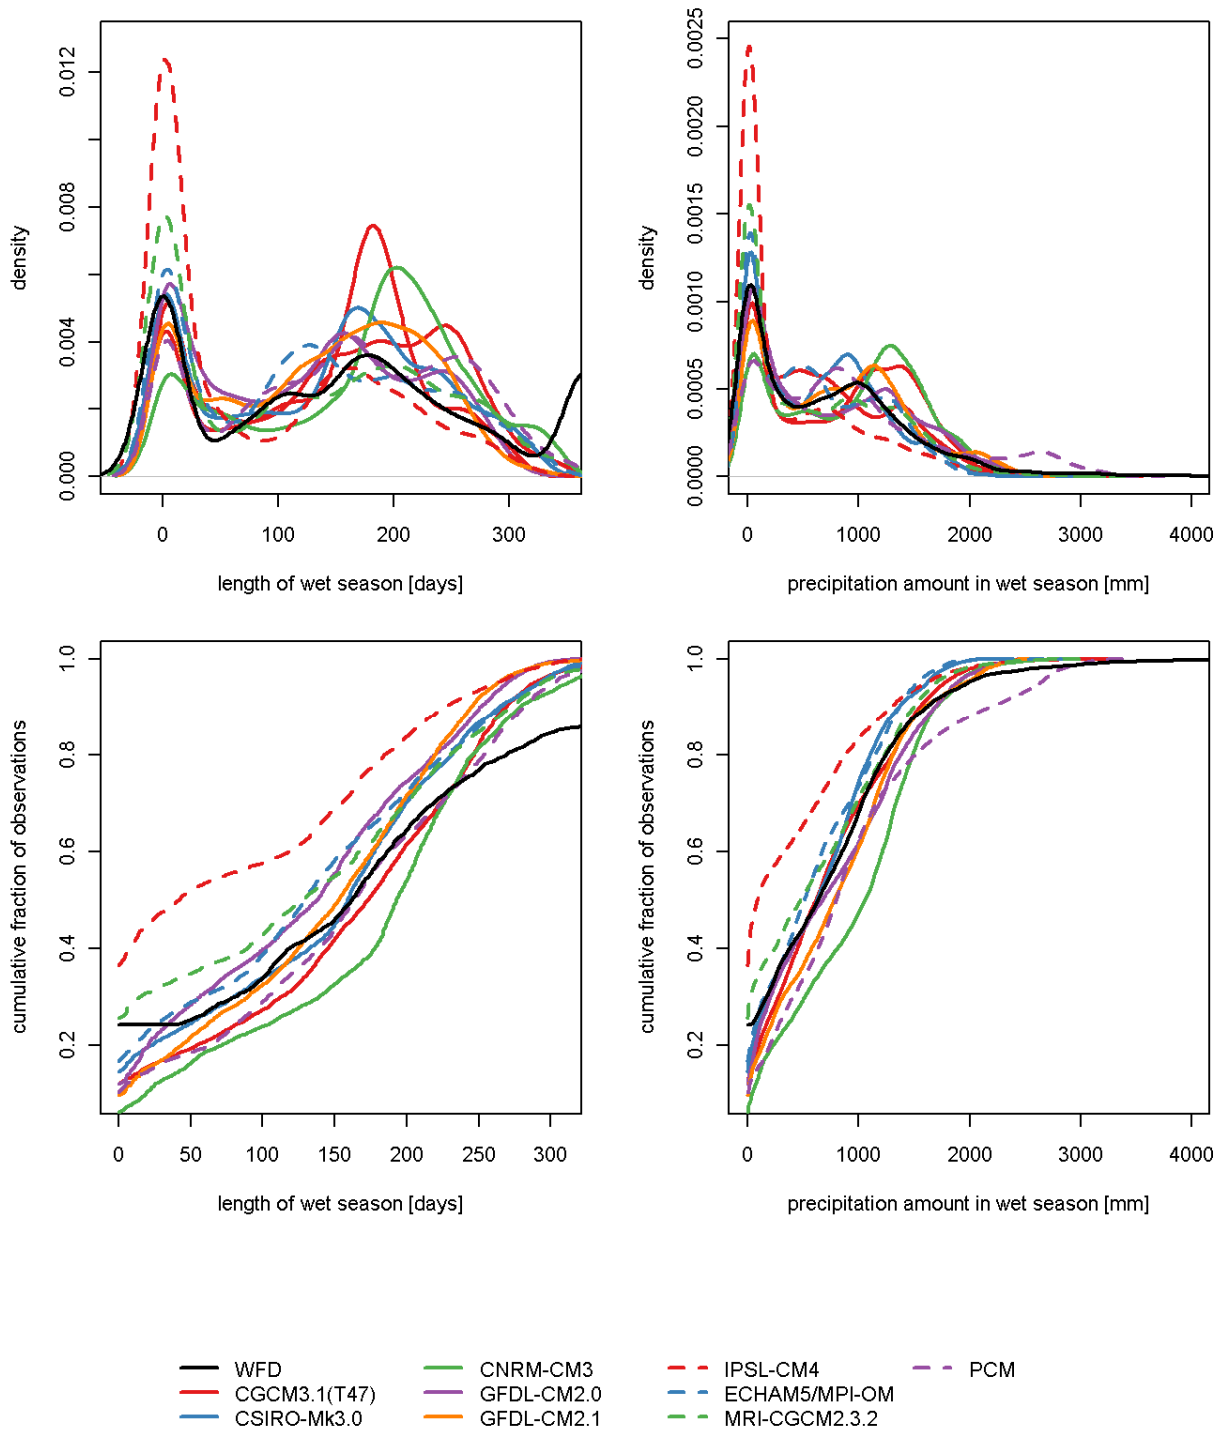 density
0.000
0.004
0.008
0.012
0
100
200
300
length of wet season [days]
density
0.0000
0.0005
0.0010
0.0015
0.0020
0.0025
0
1000
2000
3000
4000
precipitation amount in wet season [mm]
cumulative fraction of observations
0.2
0.4
0.6
0.8
1.0
0
50
100
150
200
250
300
length of wet season [days]
cumulative fraction of observations
0.2
0.4
0.6
0.8
1.0
0
1000
2000
3000
4000
precipitation amount in wet season [mm]
WFD
CGCM3.1(T47)
CSIRO-Mk3.0
CNRM-CM3
GFDL-CM2.0
GFDL-CM2.1
IPSL-CM4
ECHAM5/MPI-OM
MRI-CGCM2.3.2
PCM